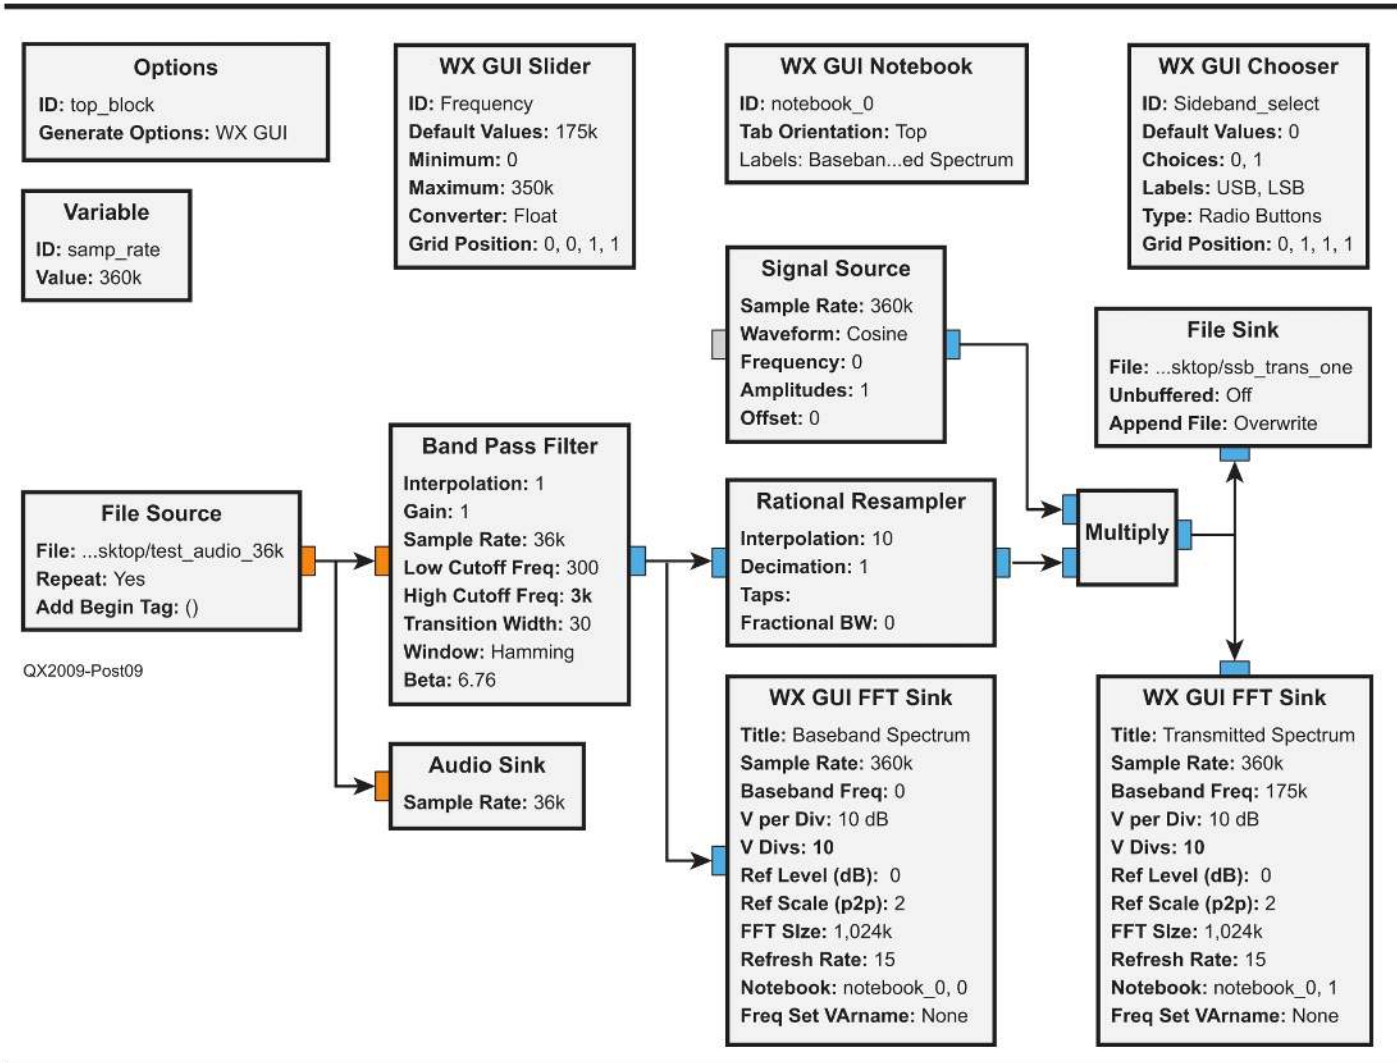 Options
ID: top_block
Generate Options: WX GUI
WX GUI Slider
ID: Frequency
Default Values: 175k
Minimum: 0
Maximum: 350k
Converter: Float
Grid Position: 0, 0, 1, 1
WX GUI Notebook
ID: notebook_0
Tab Orientation: Top
Labels: Baseban...ed Spectrum
WX GUI Chooser
ID: Sideband_select
Default Values: 0
Choices: 0, 1
Labels: USB, LSB
Type: Radio Buttons
Grid Position: 0, 1, 1, 1
Variable
ID: samp_rate
Value: 360k
Signal Source
Sample Rate: 360k
Waveform: Cosine
Frequency: 0
Amplitudes: 1
Offset: 0
File Sink
File: ...sktop/ssb_trans_one
Unbuffered: Off
Append File: Overwrite
File Source
File: ...sktop/test_audio_36k
Repeat: Yes
Add Begin Tag: ()
Band Pass Filter
Interpolation: 1
Gain: 1
Sample Rate: 36k
Low Cutoff Freq: 300
High Cutoff Freq: 3k
Transition Width: 30
Window: Hamming
Beta: 6.76
Rational Resampler
Interpolation: 10
Decimation: 1
Taps:
Fractional BW: 0
Multiply
QX2009-Post09
Audio Sink
Sample Rate: 36k
WX GUI FFT Sink
Title: Baseband Spectrum
Sample Rate: 360k
Baseband Freq: 0
V per Div: 10 dB
V Divs: 10
Ref Level (dB): 0
Ref Scale (p2p): 2
FFT SIze: 1,024k
Refresh Rate: 15
Notebook: notebook_0, 0
Freq Set VArname: None
WX GUI FFT Sink
Title: Transmitted Spectrum
Sample Rate: 360k
Baseband Freq: 175k
V per Div: 10 dB
V Divs: 10
Ref Level (dB): 0
Ref Scale (p2p): 2
FFT SIze: 1,024k
Refresh Rate: 15
Notebook: notebook_0, 1
Freq Set VArname: None